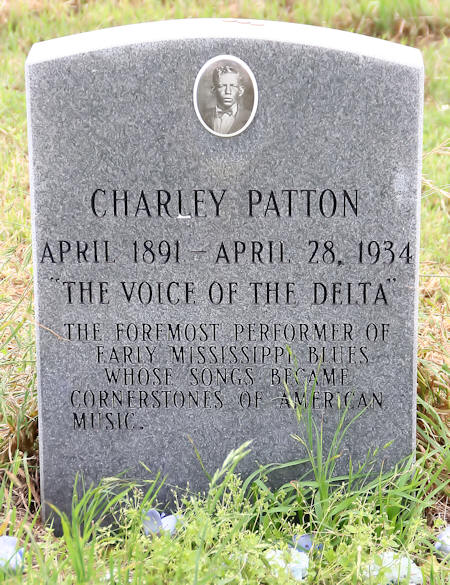 CHARLEY PATTON
APRIL 1891 – APRIL 28, 1934
"THE VOICE OF THE DELTA"
THE FOREMOST PERFORMER OF
EARLY MISSISSIPPI BLUES
WHOSE SONGS BECAME
CORNERSTONES OF AMERICAN
MUSIC.